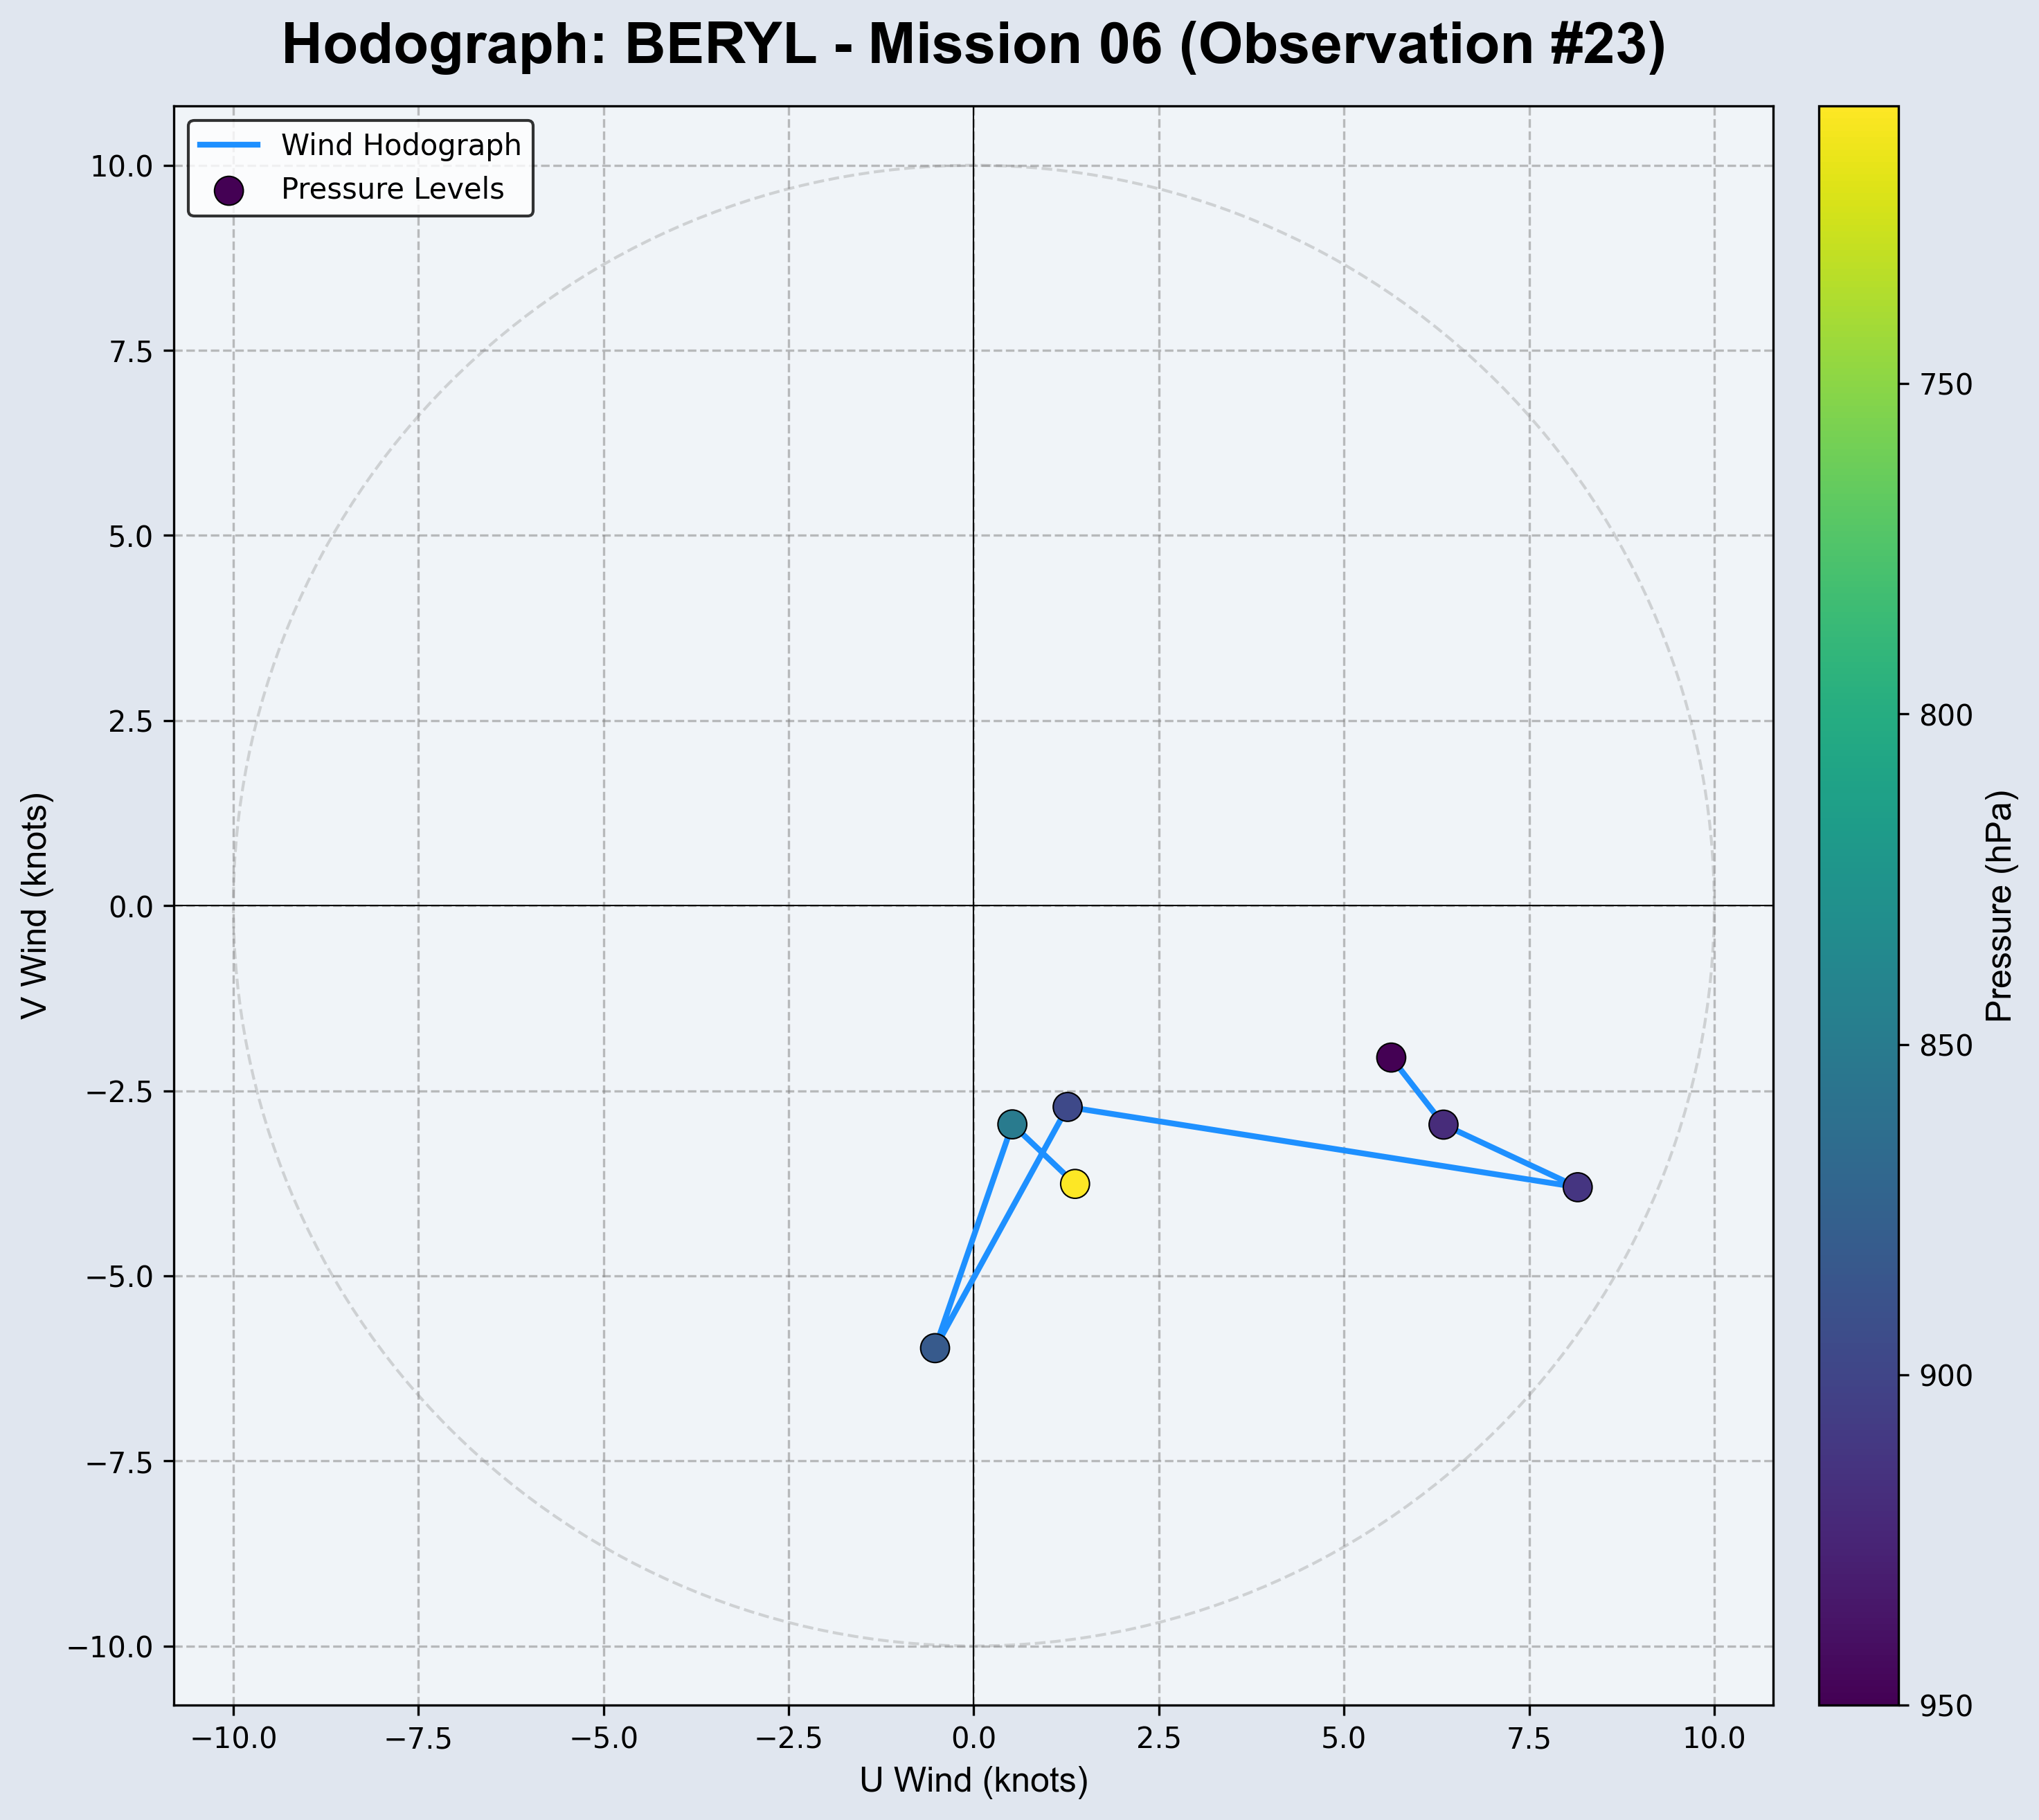 Hodograph: BERYL - Mission 06 (Observation #23)
Wind Hodograph
Pressure Levels
10.0
7.5
5.0
2.5
0.0
−2.5
−5.0
−7.5
−10.0
V Wind (knots)
−10.0 −7.5 −5.0 −2.5 0.0 2.5 5.0 7.5 10.0
U Wind (knots)
750
800
850
900
950
Pressure (hPa)